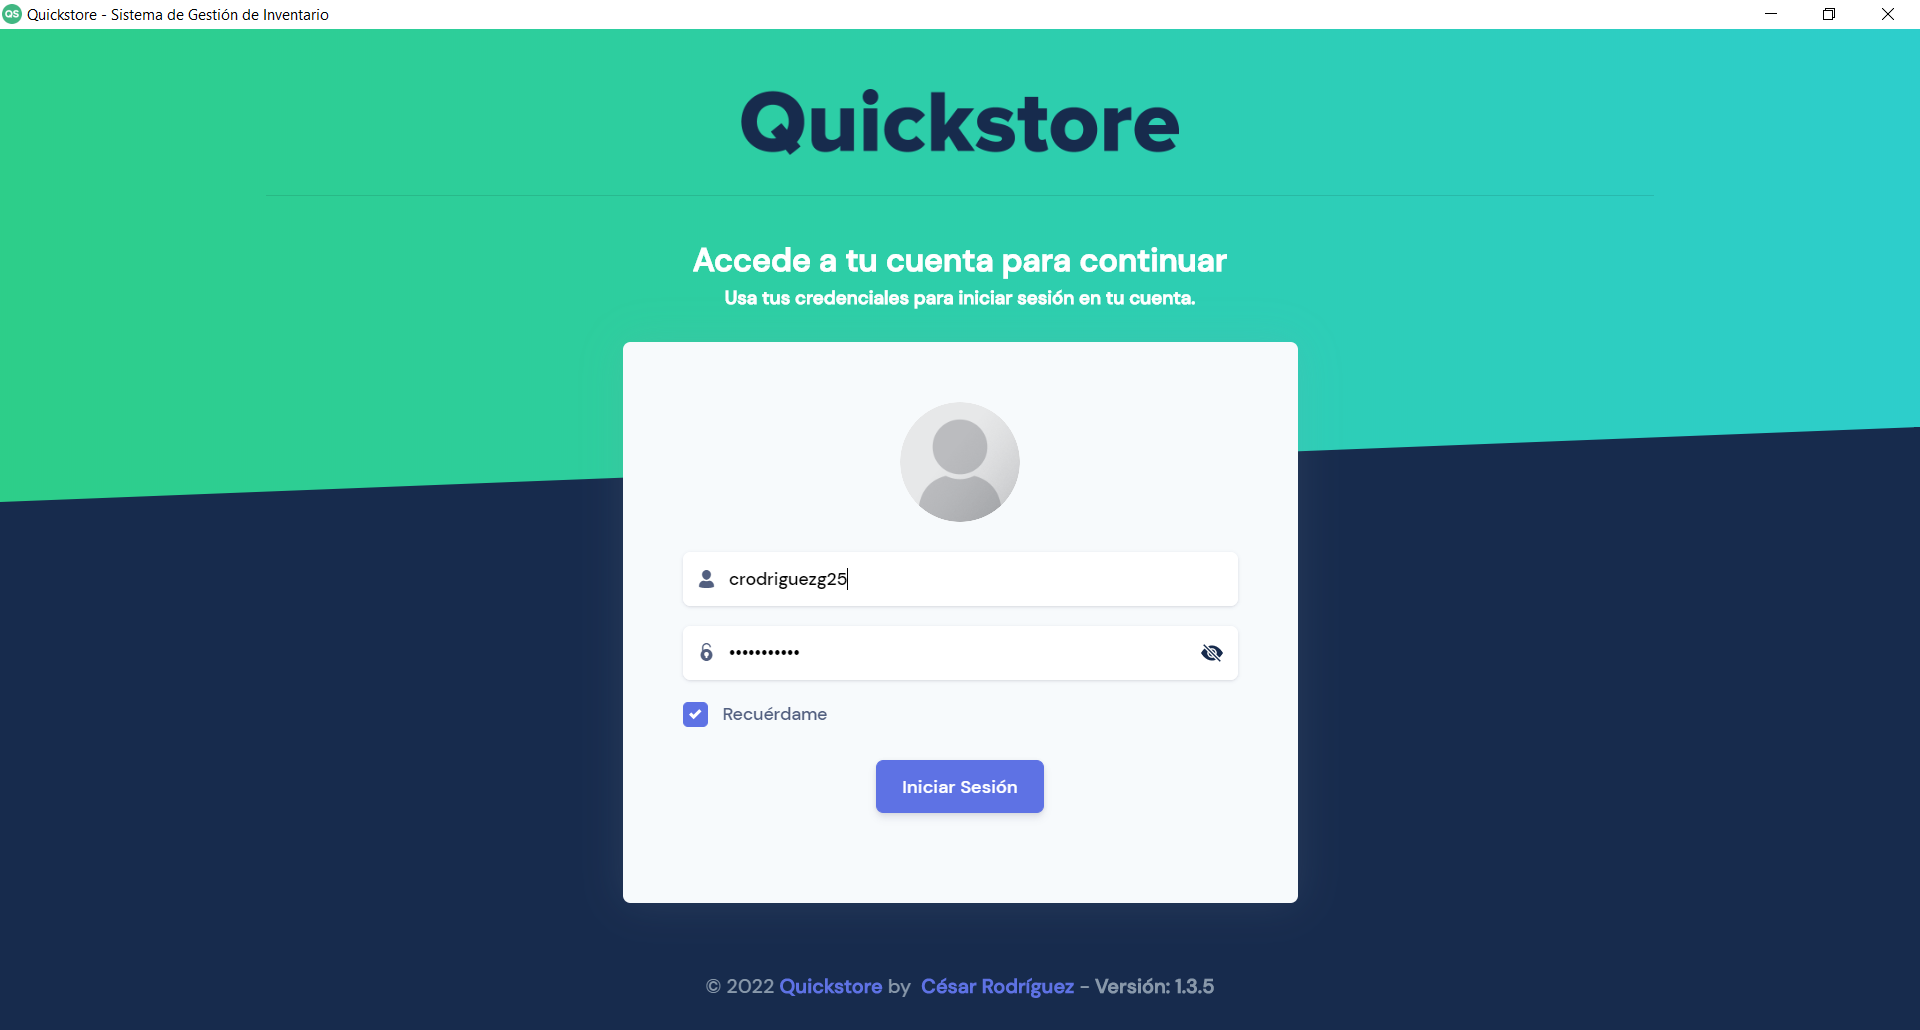 QS Quickstore - Sistema de Gestión de Inventario
Quickstore
Accede a tu cuenta para continuar
Usa tus credenciales para iniciar sesión en tu cuenta.
crodriguezg25
•••••••••••
Recuérdame
Iniciar Sesión
© 2022 Quickstore by César Rodríguez - Versión: 1.3.5